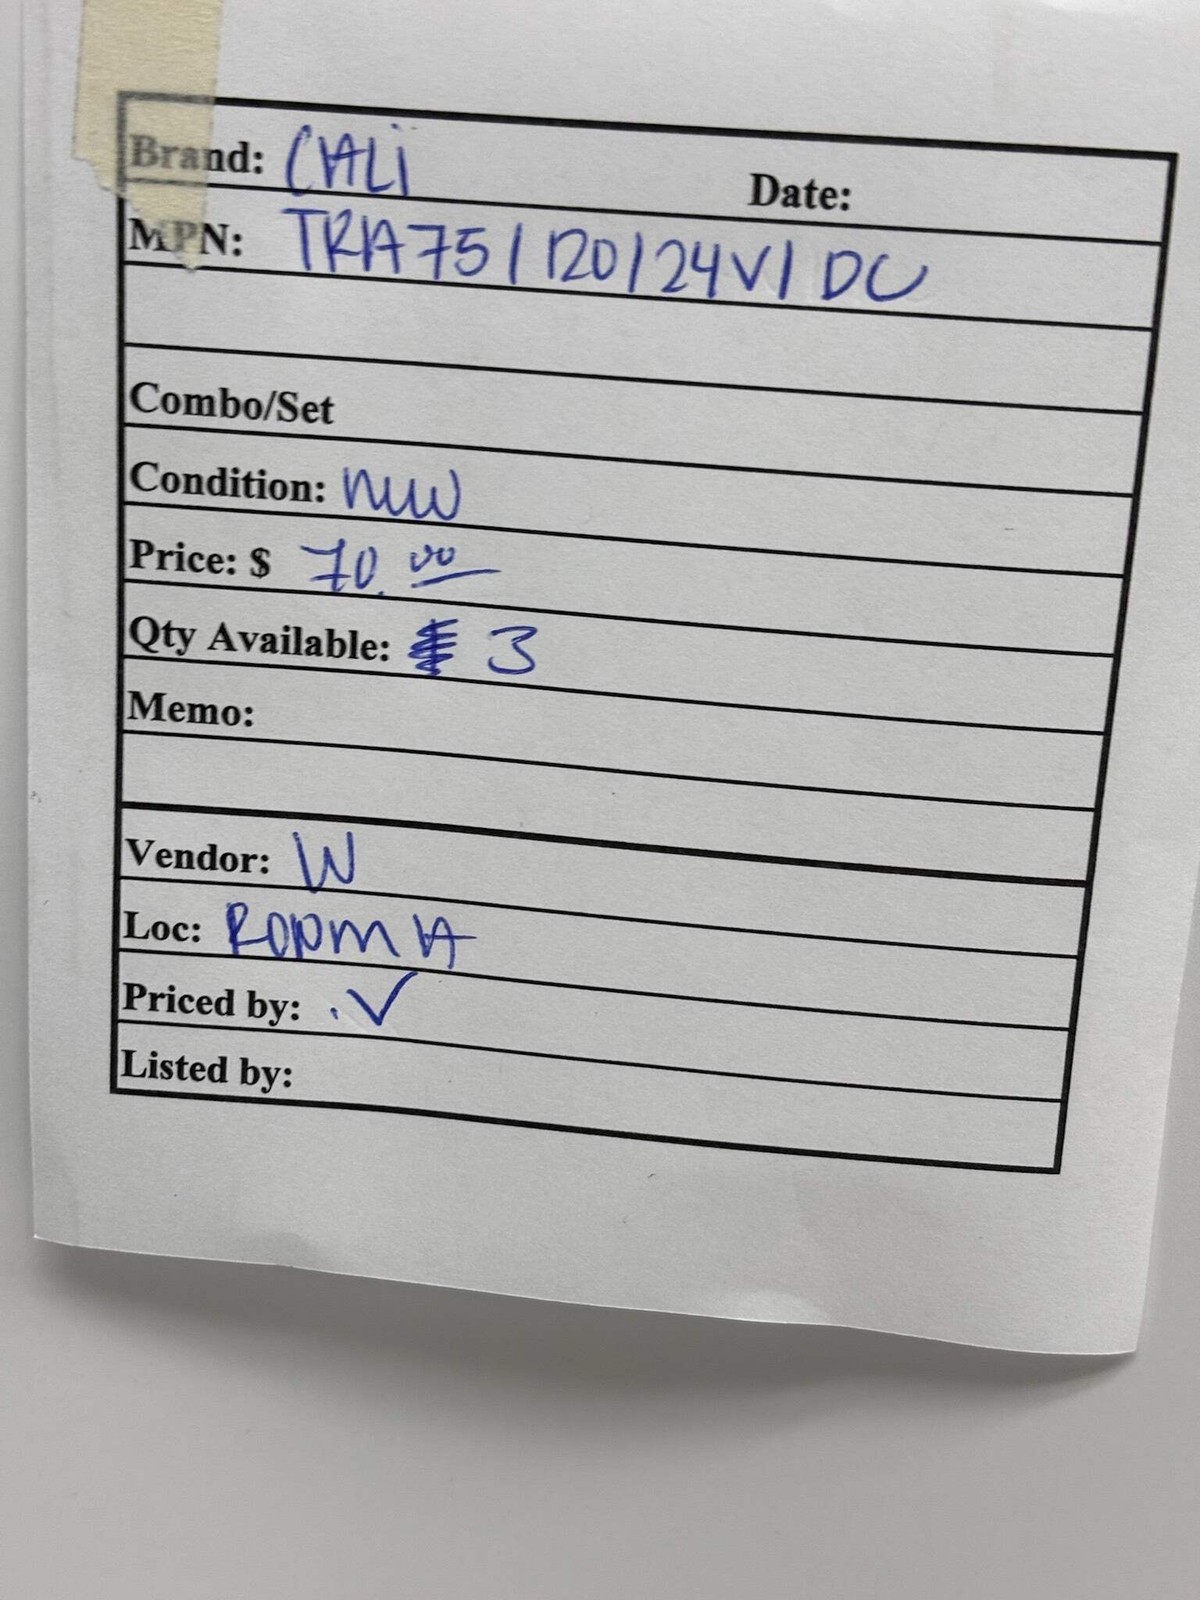 Brand: CALi Date:
MPN: TRA75/120/24V/DC
Combo/Set
Condition: new
Price: $ 70.00
Qty Available: 3
Memo:
Vendor: W
Loc: ROOM A
Priced by: . ✓
Listed by: